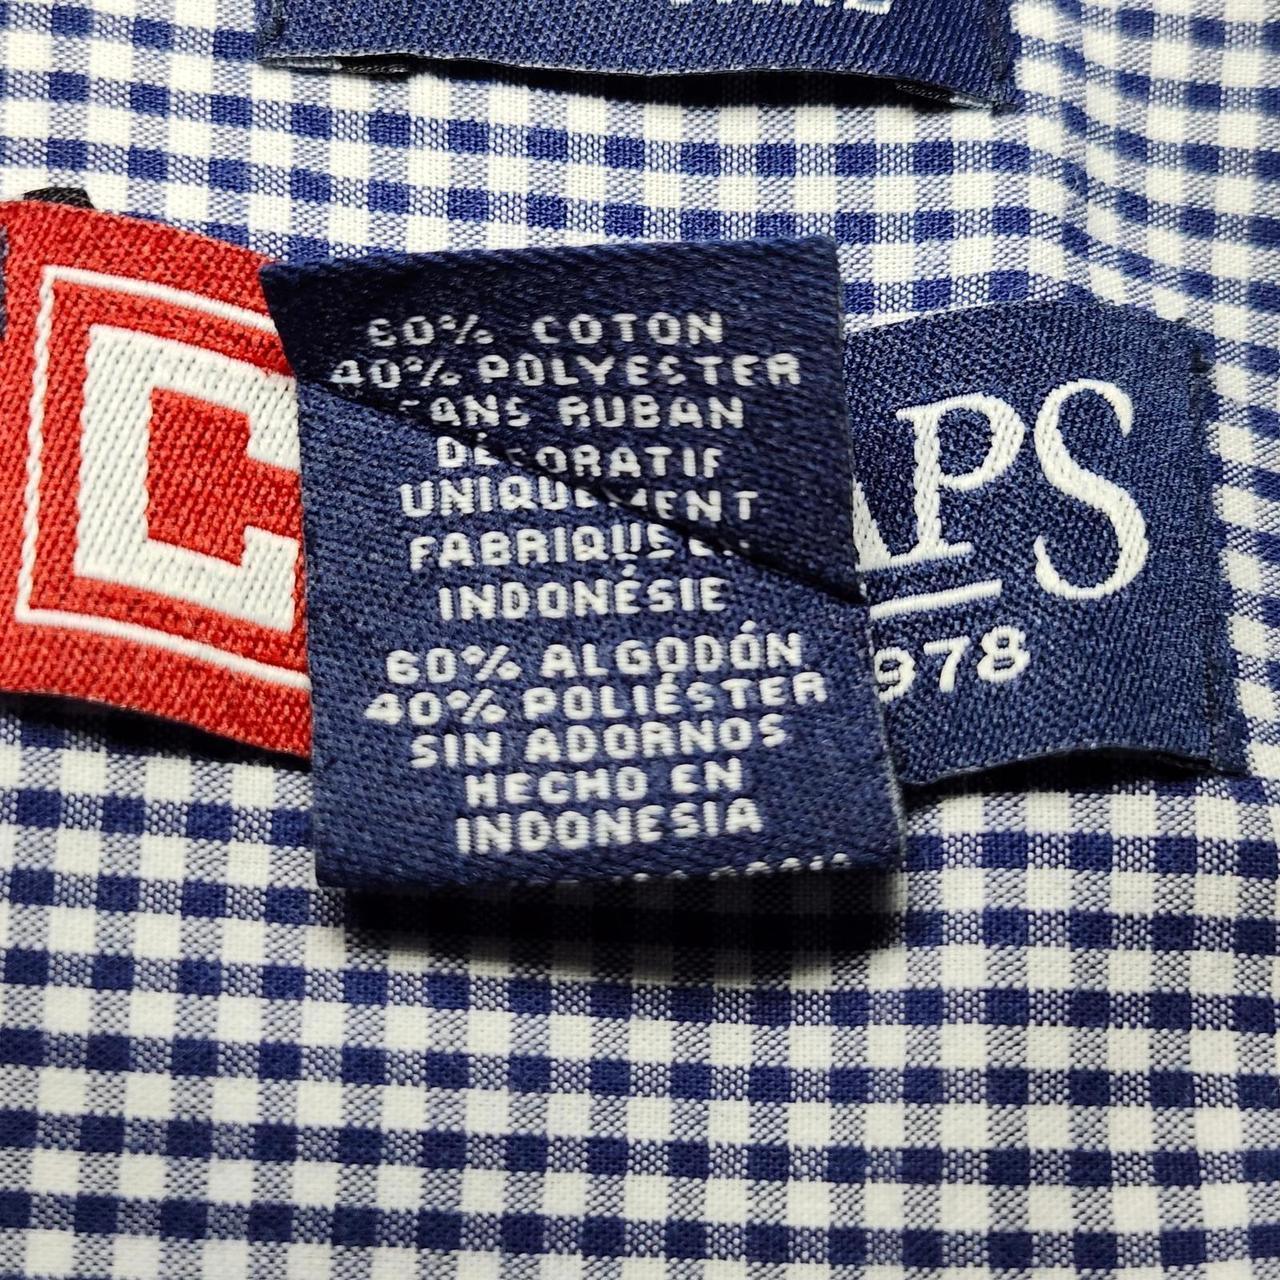 C
APS
978
60% COTON
40% POLYESTER
SANS RUBAN
DÉCORATIF
UNIQUEMENT
FABRIQUÉ EN
INDONÉSIE
60% ALGODÓN
40% POLIÉSTER
SIN ADORNOS
HECHO EN
INDONESIA